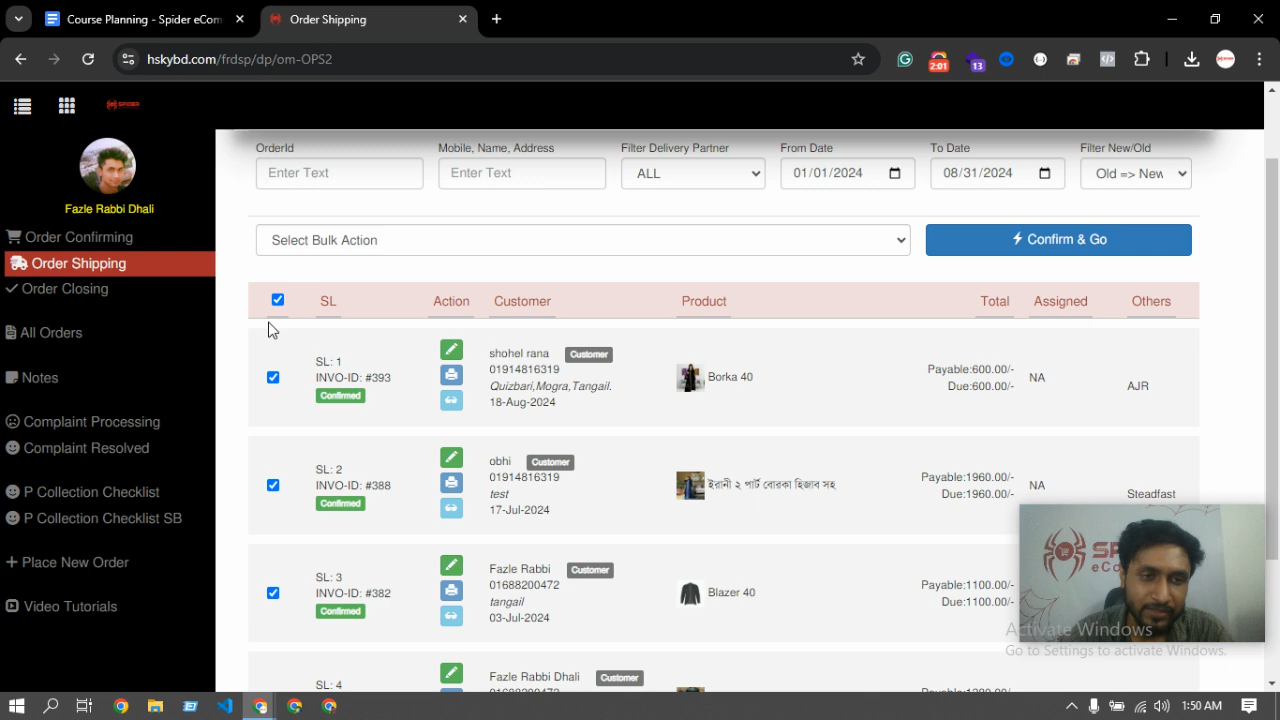 Course Planning - Spider eCom
Order Shipping
hskybd.com/frdsp/dp/om-OPS2
2:01
13
SPIDER
Fazle Rabbi Dhali
Order Confirming
Order Shipping
Order Closing
All Orders
Notes
Complaint Processing
Complaint Resolved
P Collection Checklist
P Collection Checklist SB
Place New Order
Video Tutorials
OrderId
Mobile, Name, Address
Filter Delivery Partner
From Date
To Date
Filter New/Old
Enter Text
Enter Text
ALL
01/01/2024
08/31/2024
Old => New
Select Bulk Action
Confirm & Go
SL
Action
Customer
Product
Total
Assigned
Others
SL: 1
INVO-ID: #393
Confirmed
shohel rana Customer
01914816319
Quizbari,Mogra,Tangail.
18-Aug-2024
Borka 40
Payable:600.00/-
Due:600.00/-
NA
AJR
SL: 2
INVO-ID: #388
Confirmed
obhi Customer
01914816319
test
17-Jul-2024
ইরানী ২ পার্ট বোরকা হিজাব সহ
Payable:1960.00/-
Due:1960.00/-
NA
Steadfast
SL: 3
INVO-ID: #382
Confirmed
Fazle Rabbi Customer
01688200472
tangail
03-Jul-2024
Blazer 40
Payable:1100.00/-
Due:1100.00/-
SL: 4
Fazle Rabbi Dhali Customer
Activate Windows
Go to Settings to activate Windows.
1:50 AM